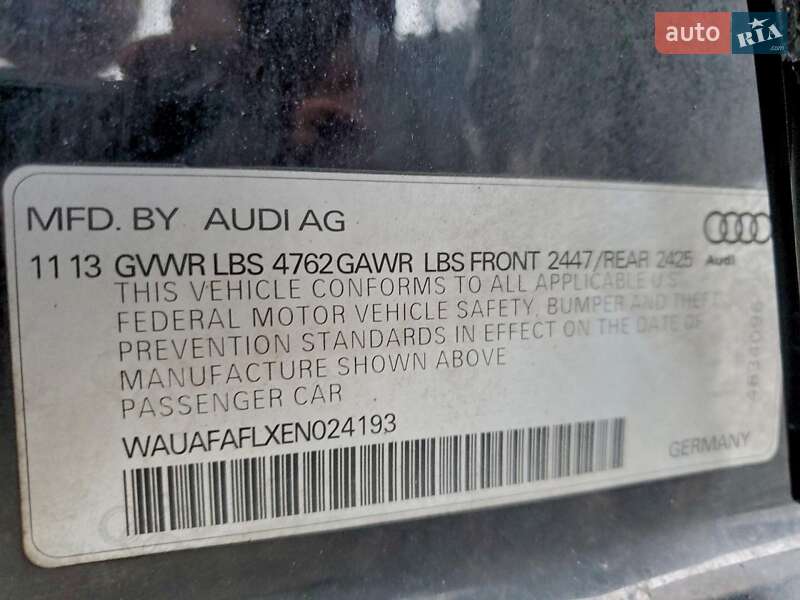 auto RIA
MFD. BY AUDI AG
11 13 GVWR LBS 4762 GAWR LBS FRONT 2447/REAR 2425
Audi
THIS VEHICLE CONFORMS TO ALL APPLICABLE U.S.
FEDERAL MOTOR VEHICLE SAFETY, BUMPER AND THEFT
PREVENTION STANDARDS IN EFFECT ON THE DATE OF
MANUFACTURE SHOWN ABOVE
PASSENGER CAR
WAUAFAFLXEN024193
GERMANY